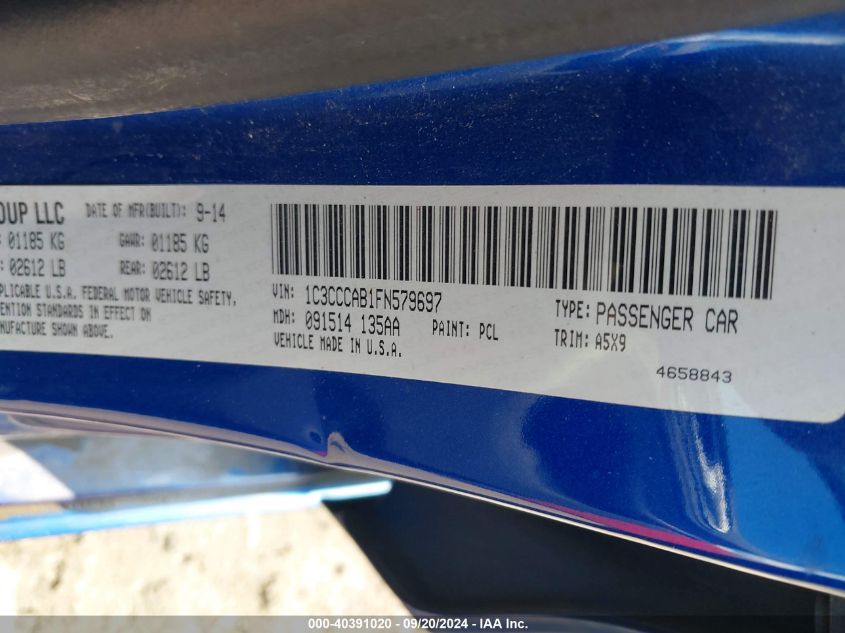 OUP LLC DATE OF MFR(BUILT): 9-14
: 01185 KG GAWR: 01185 KG
: 02612 LB REAR: 02612 LB
PLICABLE U.S.A. FEDERAL MOTOR VEHICLE SAFETY,
ENTION STANDARDS IN EFFECT ON
NUFACTURE SHOWN ABOVE.
VIN: 1C3CCCAB1FN579697
MDH: 091514 135AA PAINT: PCL
VEHICLE MADE IN U.S.A.
TYPE: PASSENGER CAR
TRIM: A5X9
4658843
000-40391020 - 09/20/2024 - IAA Inc.